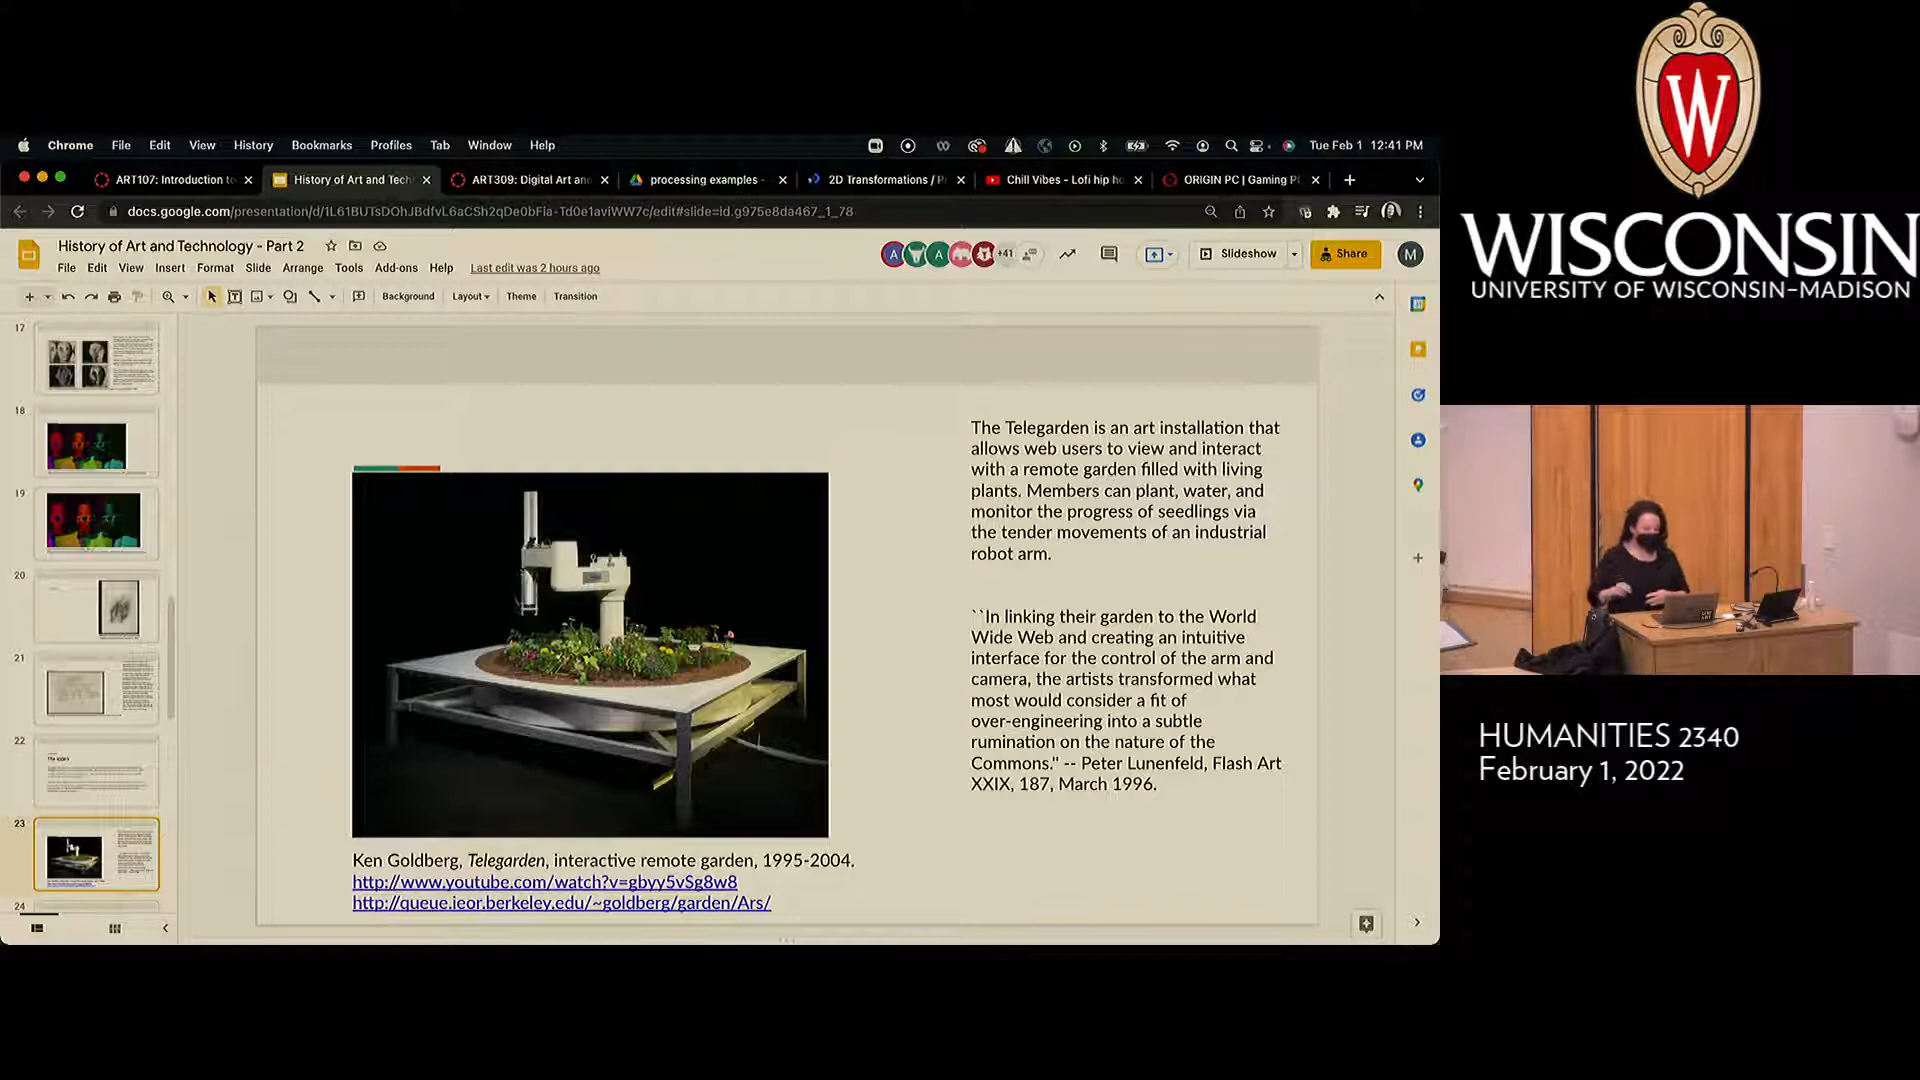 Chrome File Edit View History Bookmarks Profiles Tab Window Help Tue Feb 1 12:41 PM
ART107: Introduction to History of Art and Tech ART309: Digital Art and processing examples - 2D Transformations / P Chill Vibes - Lofi hip h ORIGIN PC | Gaming P
docs.google.com/presentation/d/1L61BUTsDOhJBdfvL6aCSh2qDe0bFia-Td0e1aviWW7c/edit#slide=id.g975e8da467_1_78
History of Art and Technology - Part 2
A A +41 Slideshow Share M
File Edit View Insert Format Slide Arrange Tools Add-ons Help Last edit was 2 hours ago
Background Layout Theme Transition
17
18
19
20
21
22
23
24
The Telegarden is an art installation that
allows web users to view and interact
with a remote garden filled with living
plants. Members can plant, water, and
monitor the progress of seedlings via
the tender movements of an industrial
robot arm.
``In linking their garden to the World
Wide Web and creating an intuitive
interface for the control of the arm and
camera, the artists transformed what
most would consider a fit of
over-engineering into a subtle
rumination on the nature of the
Commons." -- Peter Lunenfeld, Flash Art
XXIX, 187, March 1996.
Ken Goldberg, Telegarden, interactive remote garden, 1995-2004.
http://www.youtube.com/watch?v=gbyy5vSg8w8
http://queue.ieor.berkeley.edu/~goldberg/garden/Ars/
W
WISCONSIN
UNIVERSITY OF WISCONSIN–MADISON
HUMANITIES 2340
February 1, 2022